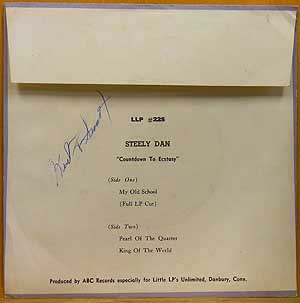 LLP #225
STEELY DAN
"Countdown To Ecstasy"
(Side One)
My Old School
(Full LP Cut)
(Side Two)
Pearl Of The Quarter
King Of The World
Produced by ABC Records especially for Little LP's Unlimited, Danbury, Conn.